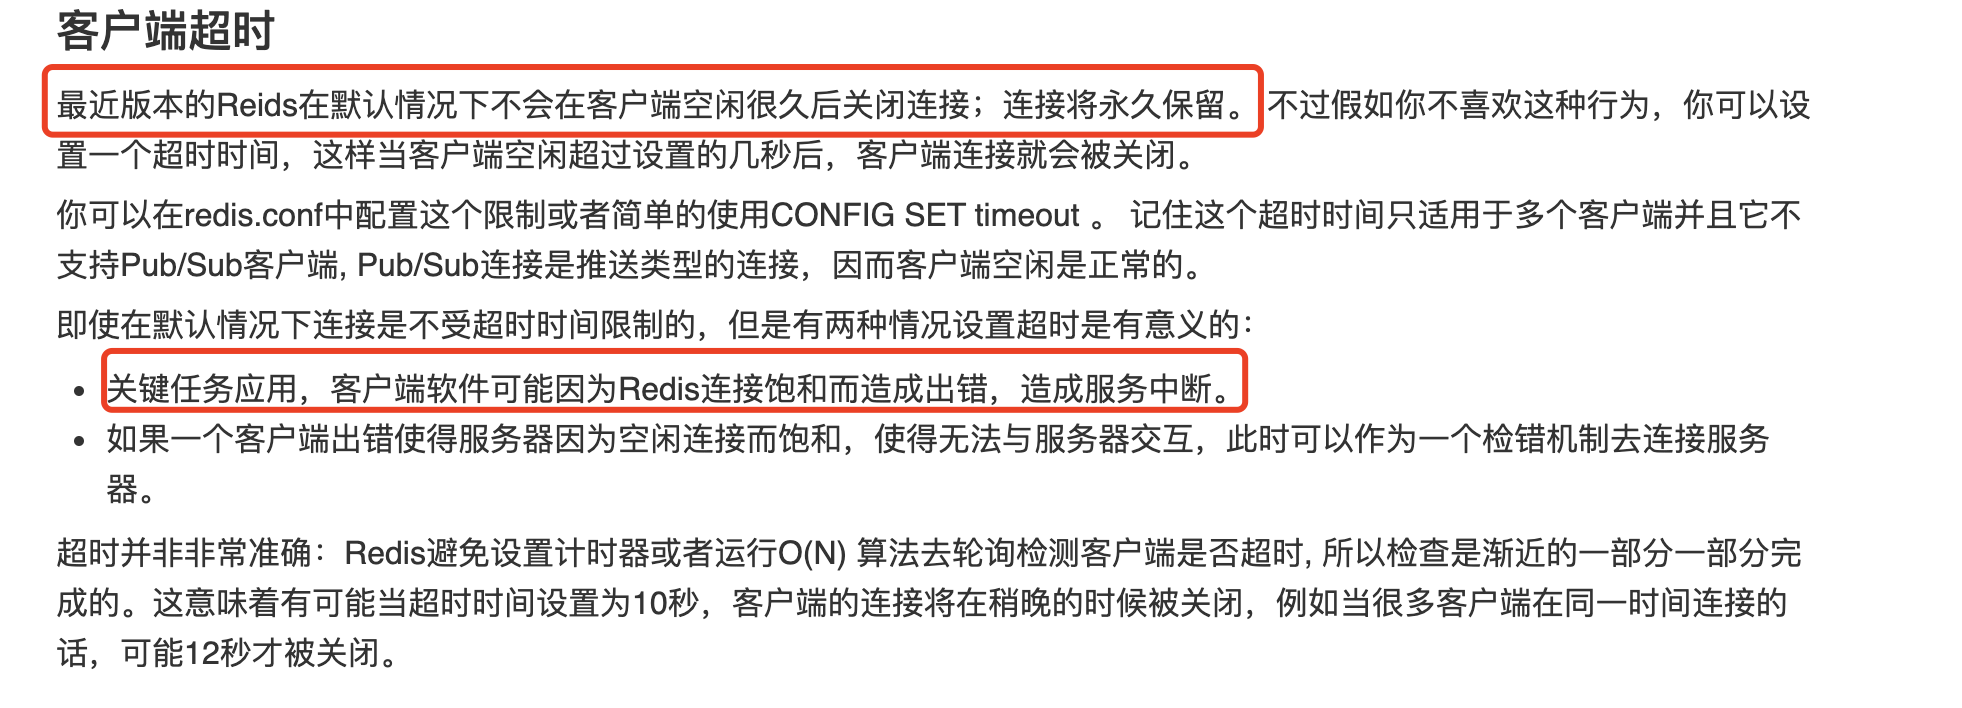 客户端超时
最近版本的Reids在默认情况下不会在客户端空闲很久后关闭连接；连接将永久保留。 不过假如你不喜欢这种行为，你可以设
置一个超时时间，这样当客户端空闲超过设置的几秒后，客户端连接就会被关闭。
你可以在redis.conf中配置这个限制或者简单的使用CONFIG SET timeout 。 记住这个超时时间只适用于多个客户端并且它不
支持Pub/Sub客户端, Pub/Sub连接是推送类型的连接，因而客户端空闲是正常的。
即使在默认情况下连接是不受超时时间限制的，但是有两种情况设置超时是有意义的：
• 关键任务应用，客户端软件可能因为Redis连接饱和而造成出错，造成服务中断。
• 如果一个客户端出错使得服务器因为空闲连接而饱和，使得无法与服务器交互，此时可以作为一个检错机制去连接服务
器。
超时并非非常准确：Redis避免设置计时器或者运行O(N) 算法去轮询检测客户端是否超时, 所以检查是渐近的一部分一部分完
成的。这意味着有可能当超时时间设置为10秒，客户端的连接将在稍晚的时候被关闭，例如当很多客户端在同一时间连接的
话，可能12秒才被关闭。